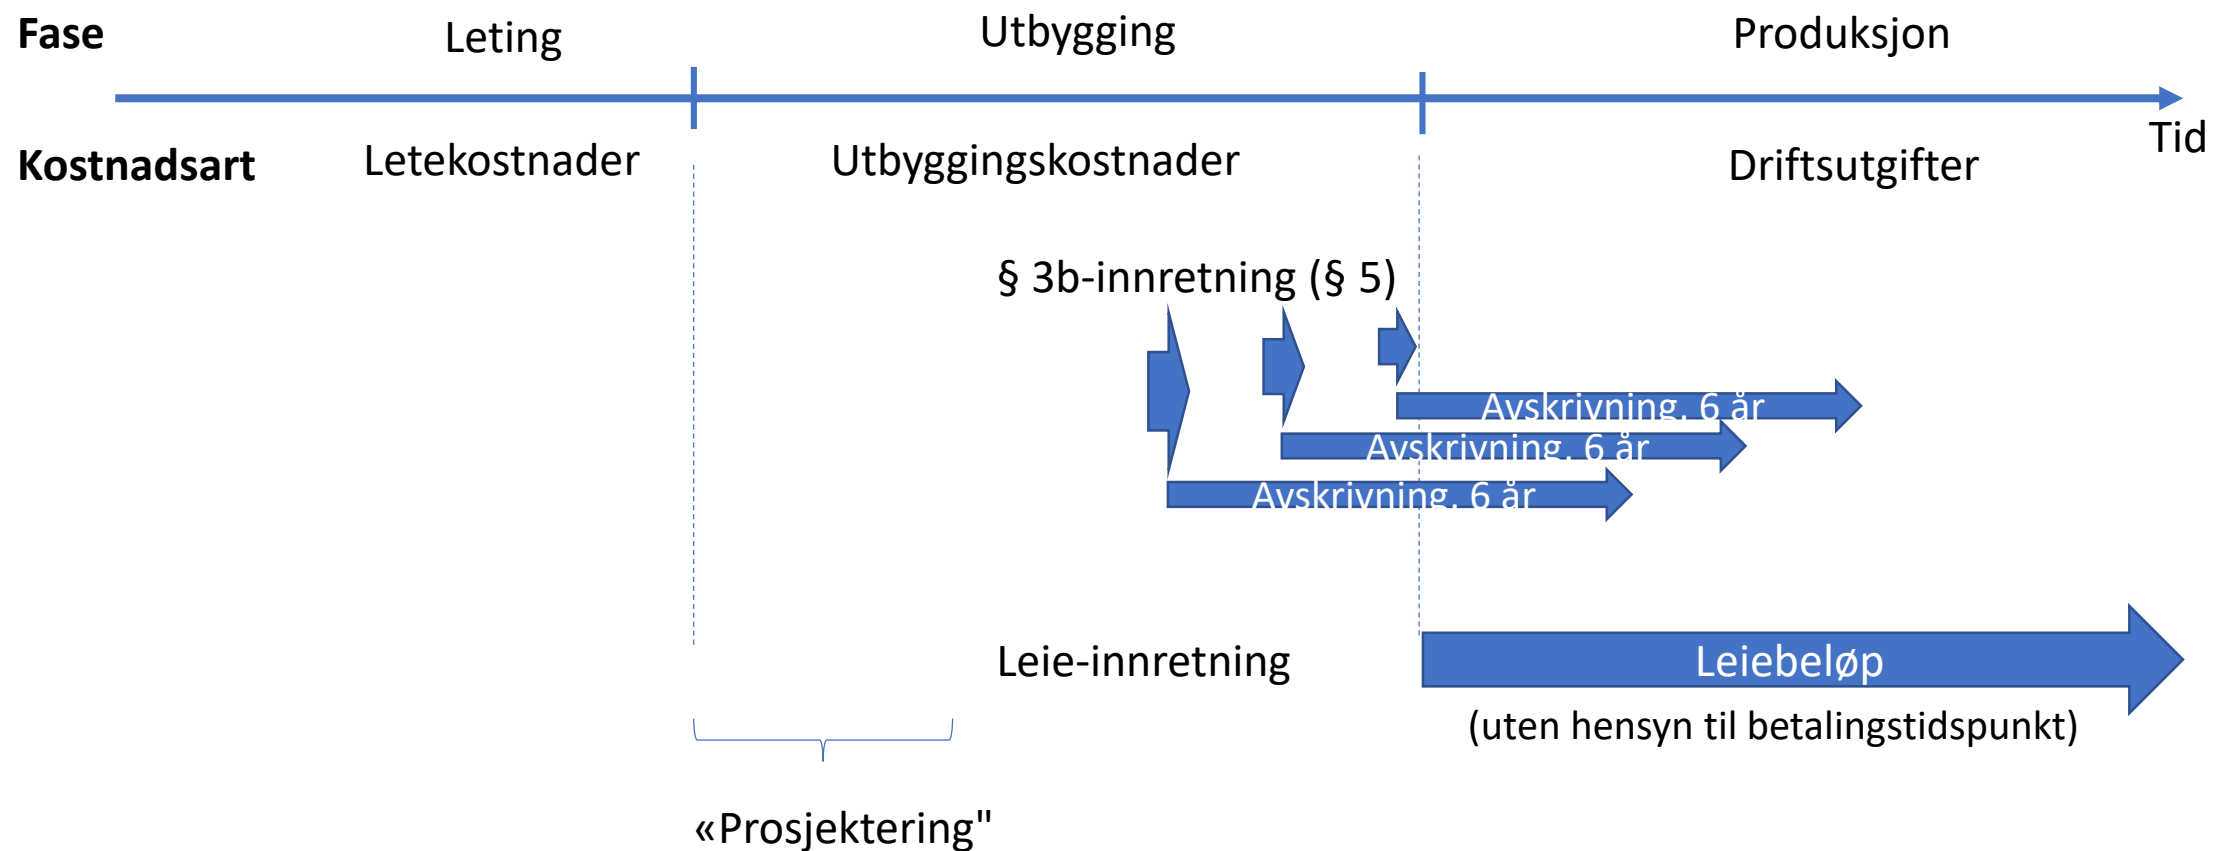 Fase
Leting
Utbygging
Produksjon
Tid
Kostnadsart
Letekostnader
Utbyggingskostnader
Driftsutgifter
§ 3b-innretning (§ 5)
Avskrivning, 6 år
Avskrivning, 6 år
Avskrivning, 6 år
Leie-innretning
Leiebeløp
(uten hensyn til betalingstidspunkt)
«Prosjektering"